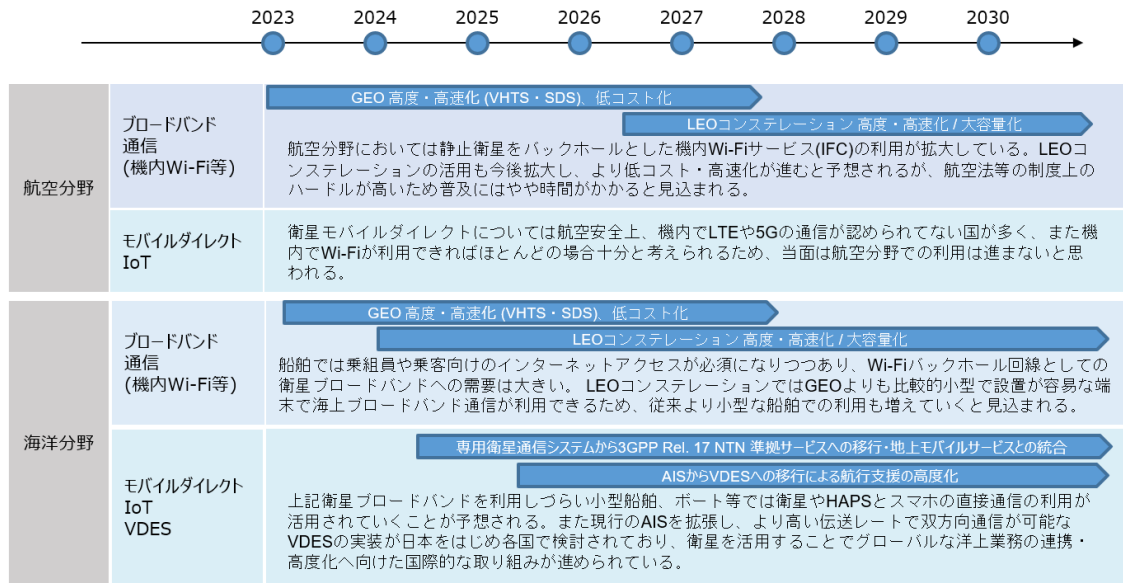 2023 2024 2025 2026 2027 2028 2029 2030
航空分野
ブロードバンド
通信
(機内Wi-Fi等)
GEO 高度・高速化 (VHTS・SDS)、低コスト化
LEOコンステレーション 高度・高速化 / 大容量化
航空分野においては静止衛星をバックホールとした機内Wi-Fiサービス(IFC)の利用が拡大している。LEOコ
ンステレーションの活用も今後拡大し、より低コスト・高速化が進むと予想されるが、航空法等の制度上の
ハードルが高いため普及にはやや時間がかかると見込まれる。
モバイルダイレクト
IoT
衛星モバイルダイレクトについては航空安全上、機内でLTEや5Gの通信が認められてない国が多く、また機
内でWi-Fiが利用できればほとんどの場合十分と考えられるため、当面は航空分野での利用は進まないと思
われる。
海洋分野
ブロードバンド
通信
(機内Wi-Fi等)
GEO 高度・高速化 (VHTS・SDS)、低コスト化
LEOコンステレーション 高度・高速化 / 大容量化
船舶では乗組員や乗客向けのインターネットアクセスが必須になりつつあり、Wi-Fiバックホール回線としての
衛星ブロードバンドへの需要は大きい。 LEOコンステレーションではGEOよりも比較的小型で設置が容易な端
末で海上ブロードバンド通信が利用できるため、従来より小型な船舶での利用も増えていくと見込まれる。
モバイルダイレクト
IoT
VDES
専用衛星通信システムから3GPP Rel. 17 NTN 準拠サービスへの移行・地上モバイルサービスとの統合
AISからVDESへの移行による航行支援の高度化
上記衛星ブロードバンドを利用しづらい小型船舶、ボート等では衛星やHAPSとスマホの直接通信の利用が
活用されていくことが予想される。また現行のAISを拡張し、より高い伝送レートで双方向通信が可能な
VDESの実装が日本をはじめ各国で検討されており、衛星を活用することでグローバルな洋上業務の連携・
高度化へ向けた国際的な取り組みが進められている。